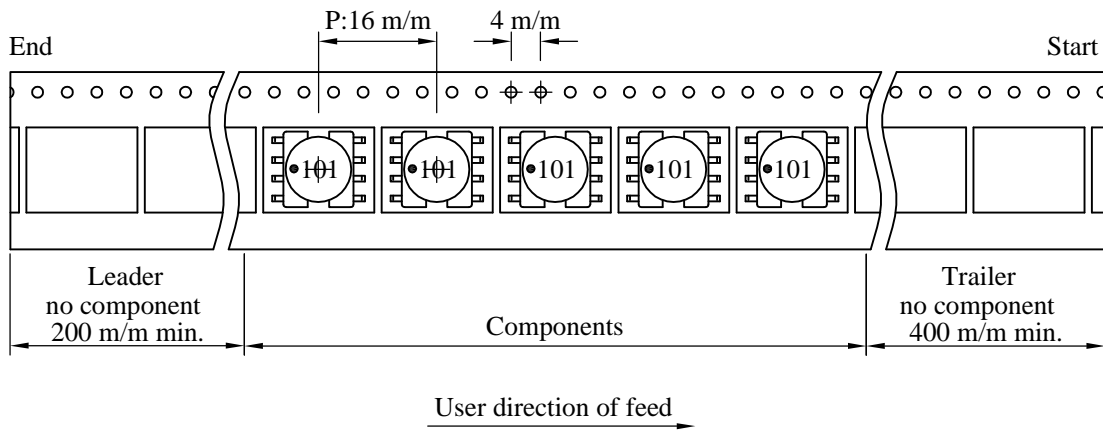 P:16 m/m
4 m/m
End
Start
101 101 101 101 101
Leader
no component
200 m/m min.
Components
Trailer
no component
400 m/m min.
User direction of feed